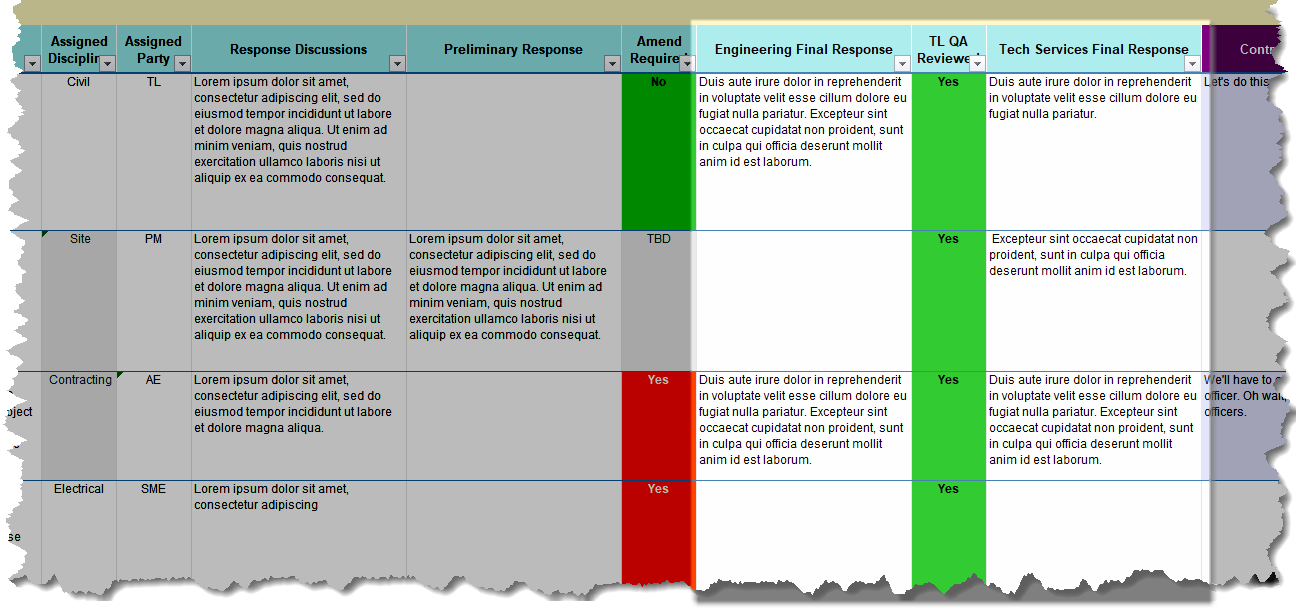 Assigned Assigned Response Discussions Preliminary Response Amend Engineering Final Response TL QA Tech Services Final Response
Party
Civil
TL
Lorem ipsum dolor sit amet,
consectetur adipiscing elit, sed do
eiusmod tempor incididunt ut labore
et dolore magna aliqua. Ut enim ad
minim veniam, quis nostrud
exercitation ullamco laboris nisi ut
aliquip ex ea commodo consequat.
No
Duis aute irure dolor in reprehenderit
in voluptate velit esse cillum dolore eu
fugiat nulla pariatur. Excepteur sint
occaecat cupidatat non proident, sunt
in culpa qui officia deserunt mollit
anim id est laborum.
Yes
Duis aute irure dolor in reprehenderit
in voluptate velit esse cillum dolore eu
fugiat nulla pariatur.
Let's do this
Site
PM
Lorem ipsum dolor sit amet,
consectetur adipiscing elit, sed do
eiusmod tempor incididunt ut labore
et dolore magna aliqua. Ut enim ad
minim veniam, quis nostrud
exercitation ullamco laboris nisi ut
aliquip ex ea commodo consequat.
Lorem ipsum dolor sit amet,
consectetur adipiscing elit, sed do
eiusmod tempor incididunt ut labore
et dolore magna aliqua. Ut enim ad
minim veniam, quis nostrud
exercitation ullamco laboris nisi ut
aliquip ex ea commodo consequat.
TBD
Yes
Excepteur sint occaecat cupidatat non
proident, sunt in culpa qui officia
deserunt mollit anim id est laborum.
Contracting
AE
Lorem ipsum dolor sit amet,
consectetur adipiscing elit, sed do
eiusmod tempor incididunt ut labore
et dolore magna aliqua.
Yes
Duis aute irure dolor in reprehenderit
in voluptate velit esse cillum dolore eu
fugiat nulla pariatur. Excepteur sint
occaecat cupidatat non proident, sunt
in culpa qui officia deserunt mollit
anim id est laborum.
Yes
Duis aute irure dolor in reprehenderit
in voluptate velit esse cillum dolore eu
fugiat nulla pariatur. Excepteur sint
occaecat cupidatat non proident, sunt
in culpa qui officia deserunt mollit
anim id est laborum.
We'll have to
officer. Oh wait,
officers.
Electrical
SME
Lorem ipsum dolor sit amet,
consectetur adipiscing
Yes
Yes